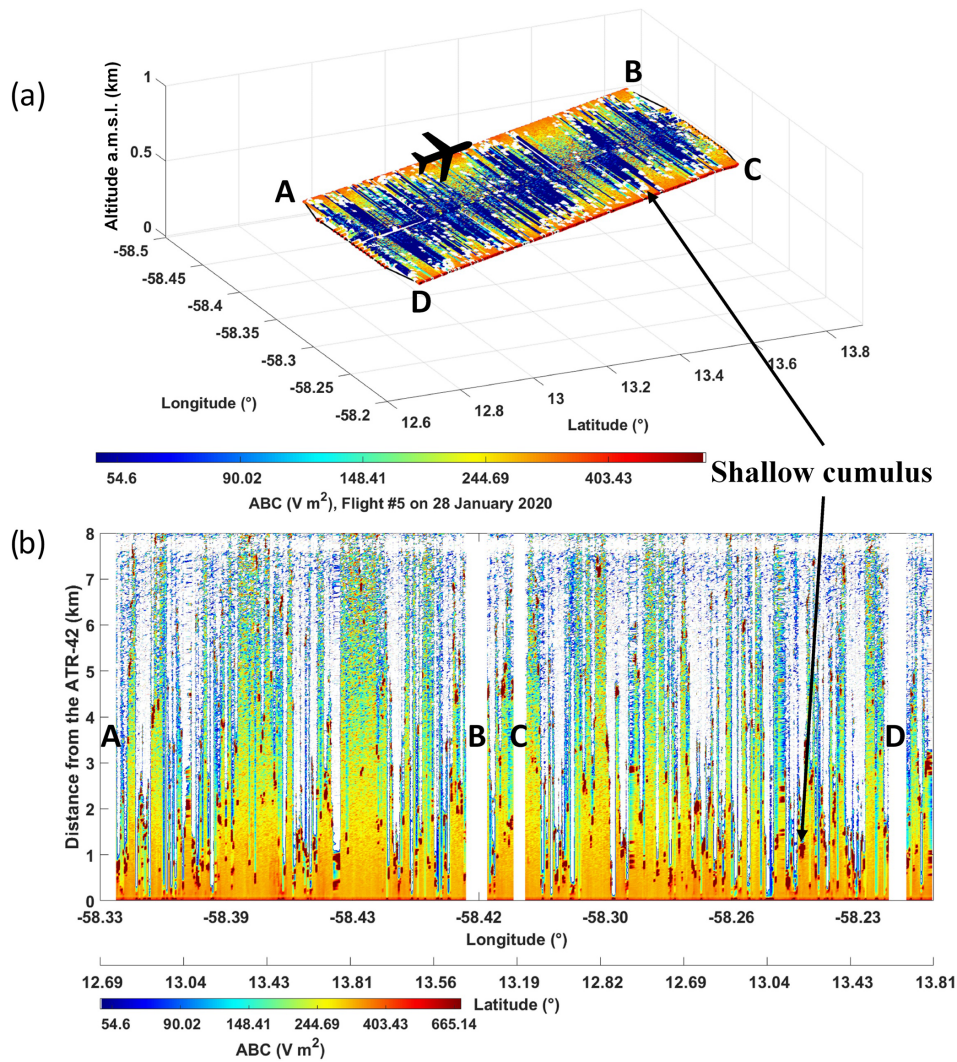 (a)
Altitude a.m.s.l. (km)
1
0.5
0
A
B
C
D
-58.5
-58.45
-58.4
-58.35
-58.3
-58.25
-58.2
Longitude (°)
12.6
12.8
13
13.2
13.4
13.6
13.8
Latitude (°)
54.6 90.02 148.41 244.69 403.43
ABC (V m2), Flight #5 on 28 January 2020
Shallow cumulus
(b)
Distance from the ATR-42 (km)
8
7
6
5
4
3
2
1
0
A B C D
-58.33 -58.39 -58.43 -58.42 -58.30 -58.26 -58.23
Longitude (°)
12.69 13.04 13.43 13.81 13.56 13.19 12.82 12.69 13.04 13.43 13.81
Latitude (°)
54.6 90.02 148.41 244.69 403.43 665.14
ABC (V m2)